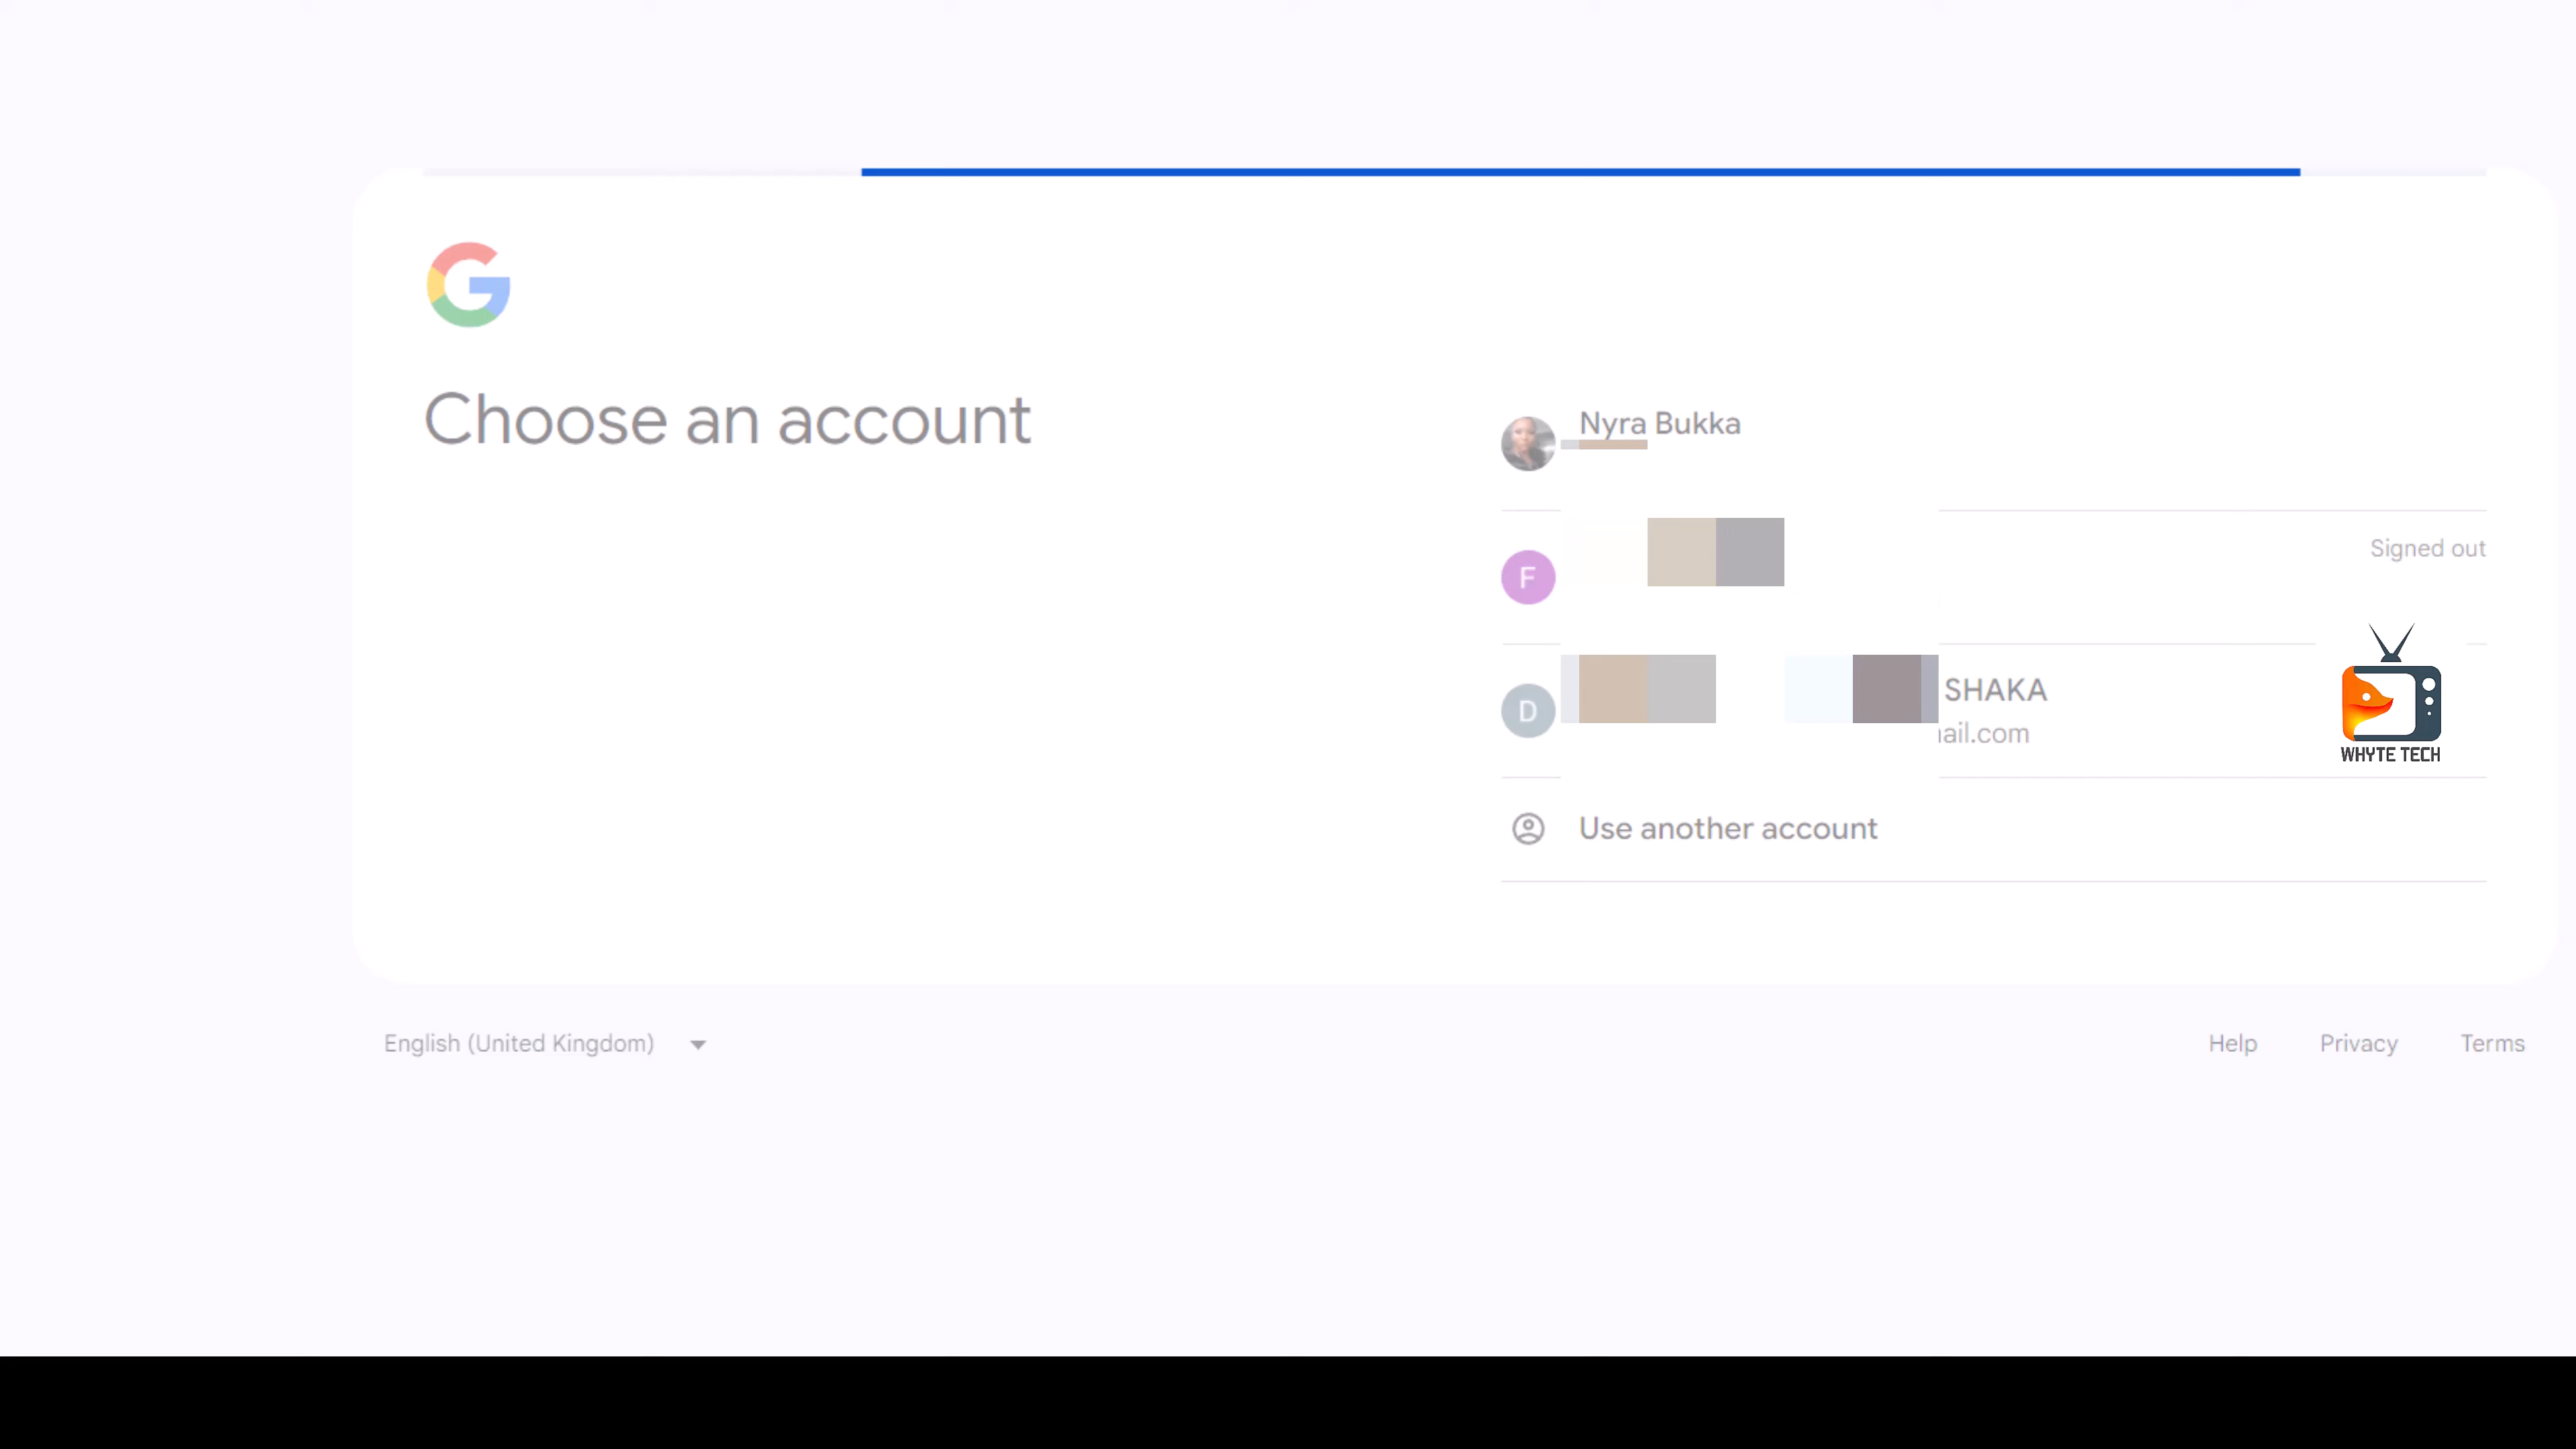 Choose an account
Nyra Bukka
Signed out
F
SHAKA
D
ail.com
Use another account
WHYTE TECH
English (United Kingdom)
Help
Privacy
Terms